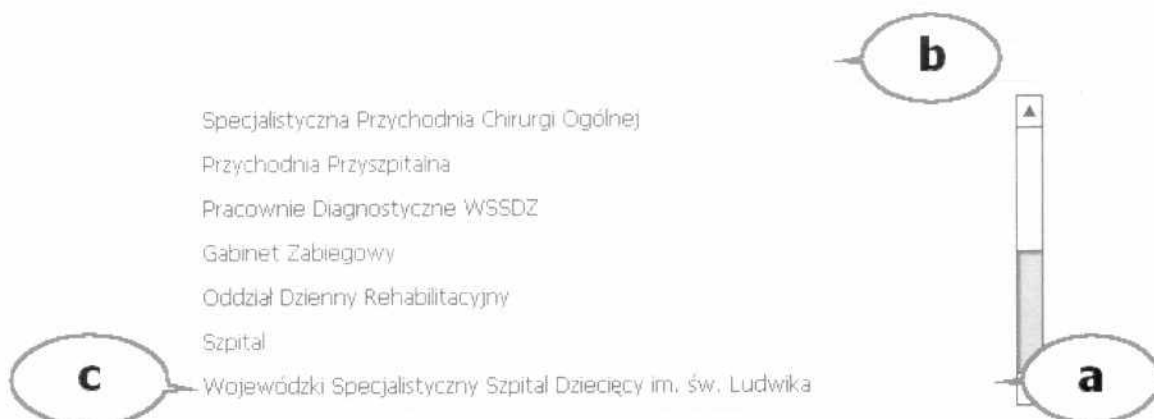 b
Specjalistyczna Przychodnia Chirurgi Ogólnej
Przychodnia Przyszpitalna
Pracownie Diagnostyczne WSSDZ
Gabinet Zabiegowy
Oddział Dzienny Rehabilitacyjny
Szpital
c Wojewódzki Specjalistyczny Szpital Dziecięcy im. św. Ludwika a